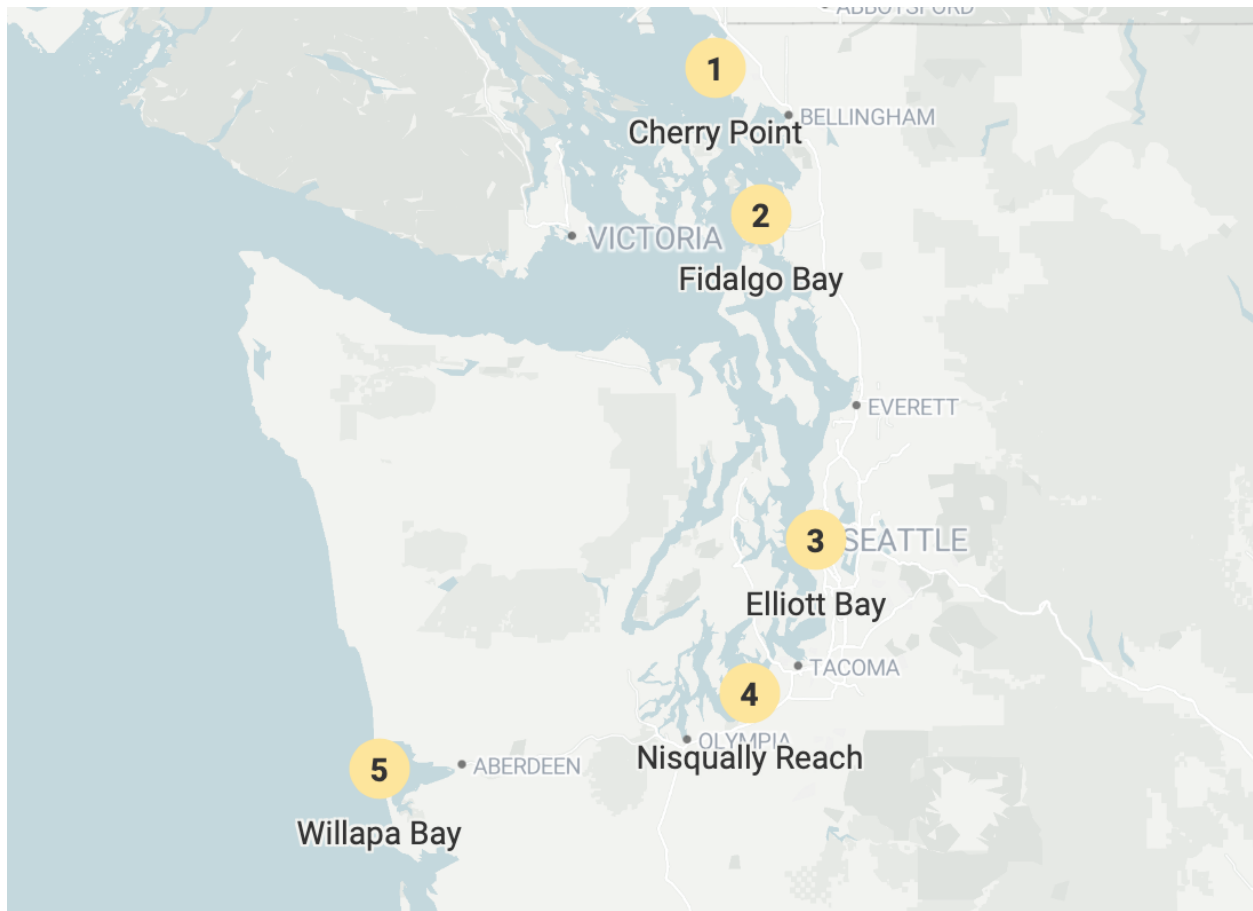 ABBOTSFORD
1
BELLINGHAM
Cherry Point
2
VICTORIA
Fidalgo Bay
EVERETT
3
SEATTLE
Elliott Bay
TACOMA
4
OLYMPIA
Nisqually Reach
5
ABERDEEN
Willapa Bay